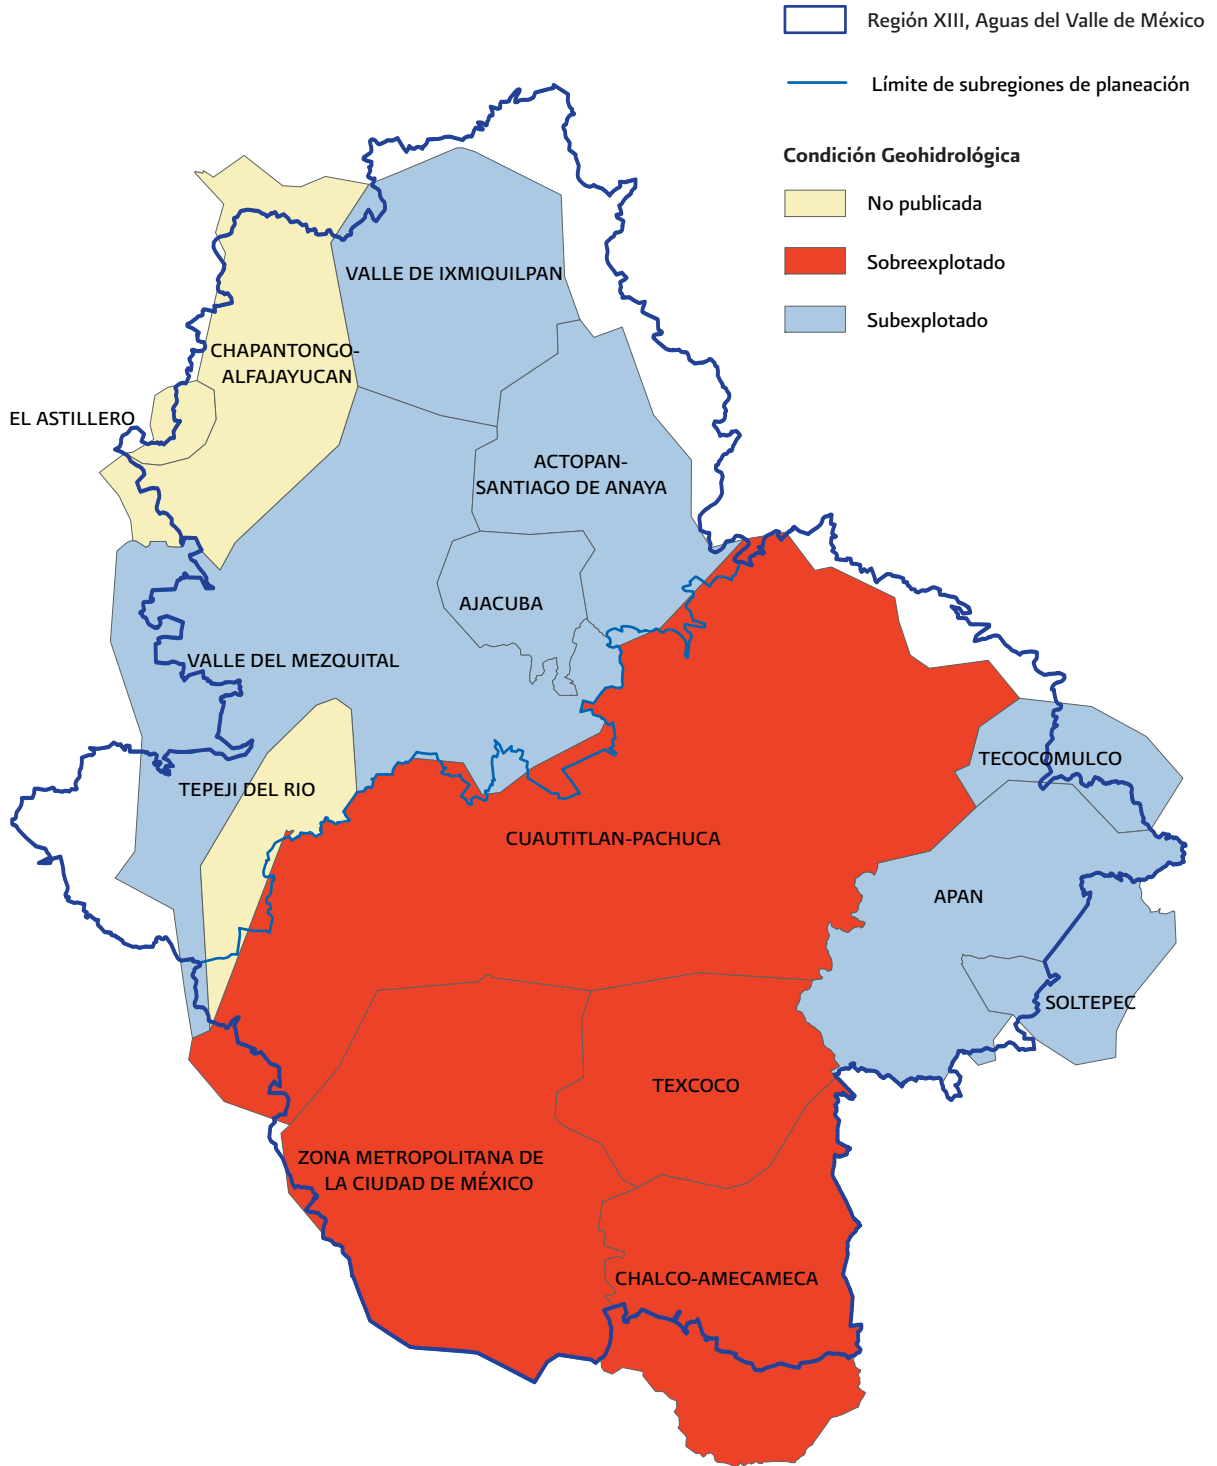 Región XIII, Aguas del Valle de México
Límite de subregiones de planeación
Condición Geohidrológica
No publicada
Sobreexplotado
Subexplotado
VALLE DE IXMIQUILPAN
CHAPANTONGO-
ALFAJAYUCAN
EL ASTILLERO
ACTOPAN-
SANTIAGO DE ANAYA
AJACUBA
VALLE DEL MEZQUITAL
TECOCOMULCO
TEPEJI DEL RIO
CUAUTITLAN-PACHUCA
APAN
SOLTEPEC
TEXCOCO
ZONA METROPOLITANA DE
LA CIUDAD DE MÉXICO
CHALCO-AMECAMECA